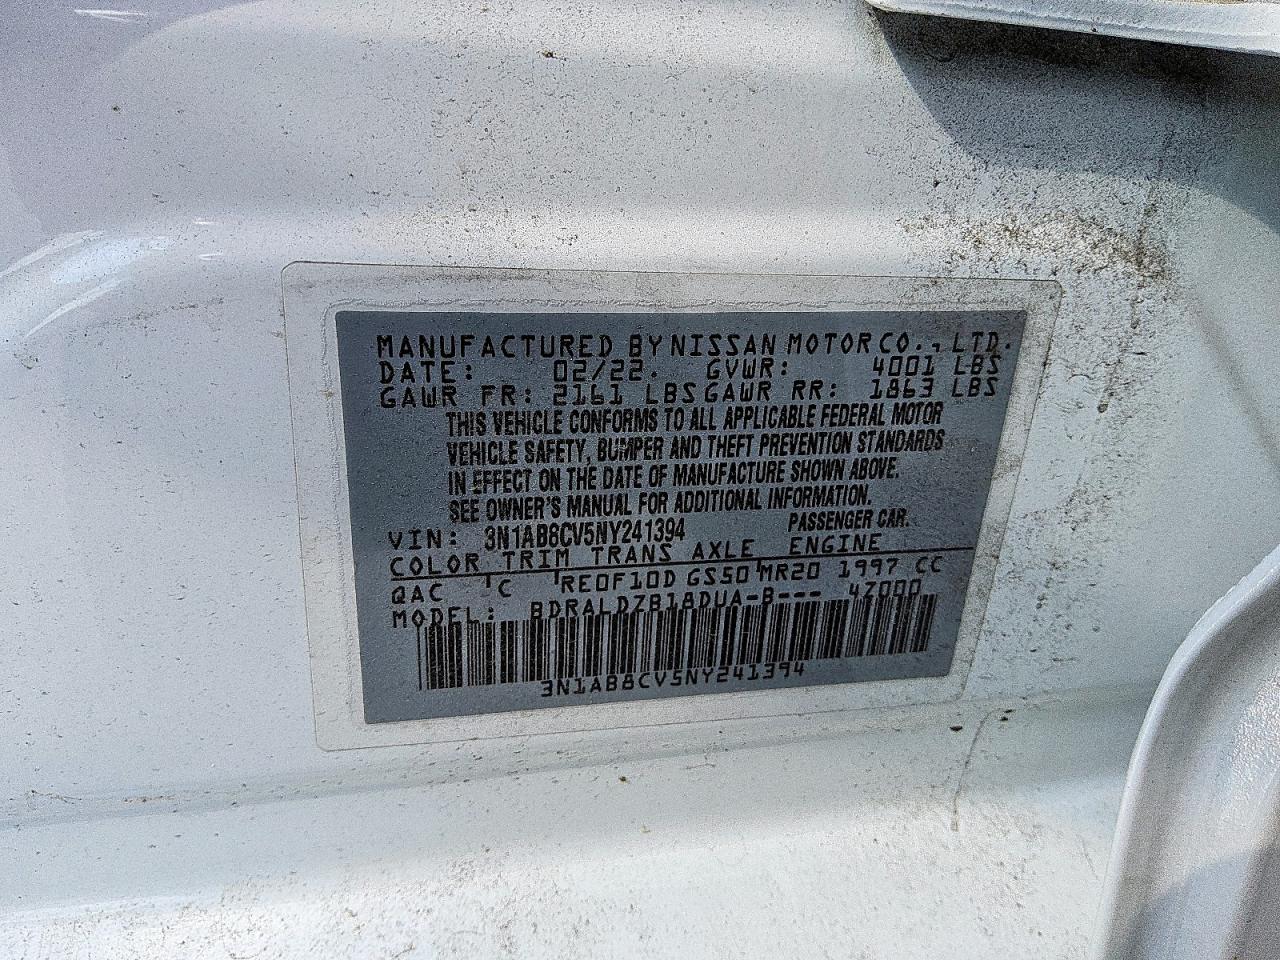 MANUFACTURED BY NISSAN MOTOR CO., LTD.
DATE: 02/22. GVWR: 4001 LBS
GAWR FR: 2161 LBS GAWR RR: 1863 LBS
THIS VEHICLE CONFORMS TO ALL APPLICABLE FEDERAL MOTOR
VEHICLE SAFETY, BUMPER AND THEFT PREVENTION STANDARDS
IN EFFECT ON THE DATE OF MANUFACTURE SHOWN ABOVE.
SEE OWNER'S MANUAL FOR ADDITIONAL INFORMATION.
VIN: 3N1AB8CV5NY241394 PASSENGER CAR.
COLOR TRIM TRANS AXLE ENGINE
QAC C RE0F10D GS50 MR20 1997 CC
MODEL: BDRALDZB18DUA-B--- 47000
3N1AB8CV5NY241394